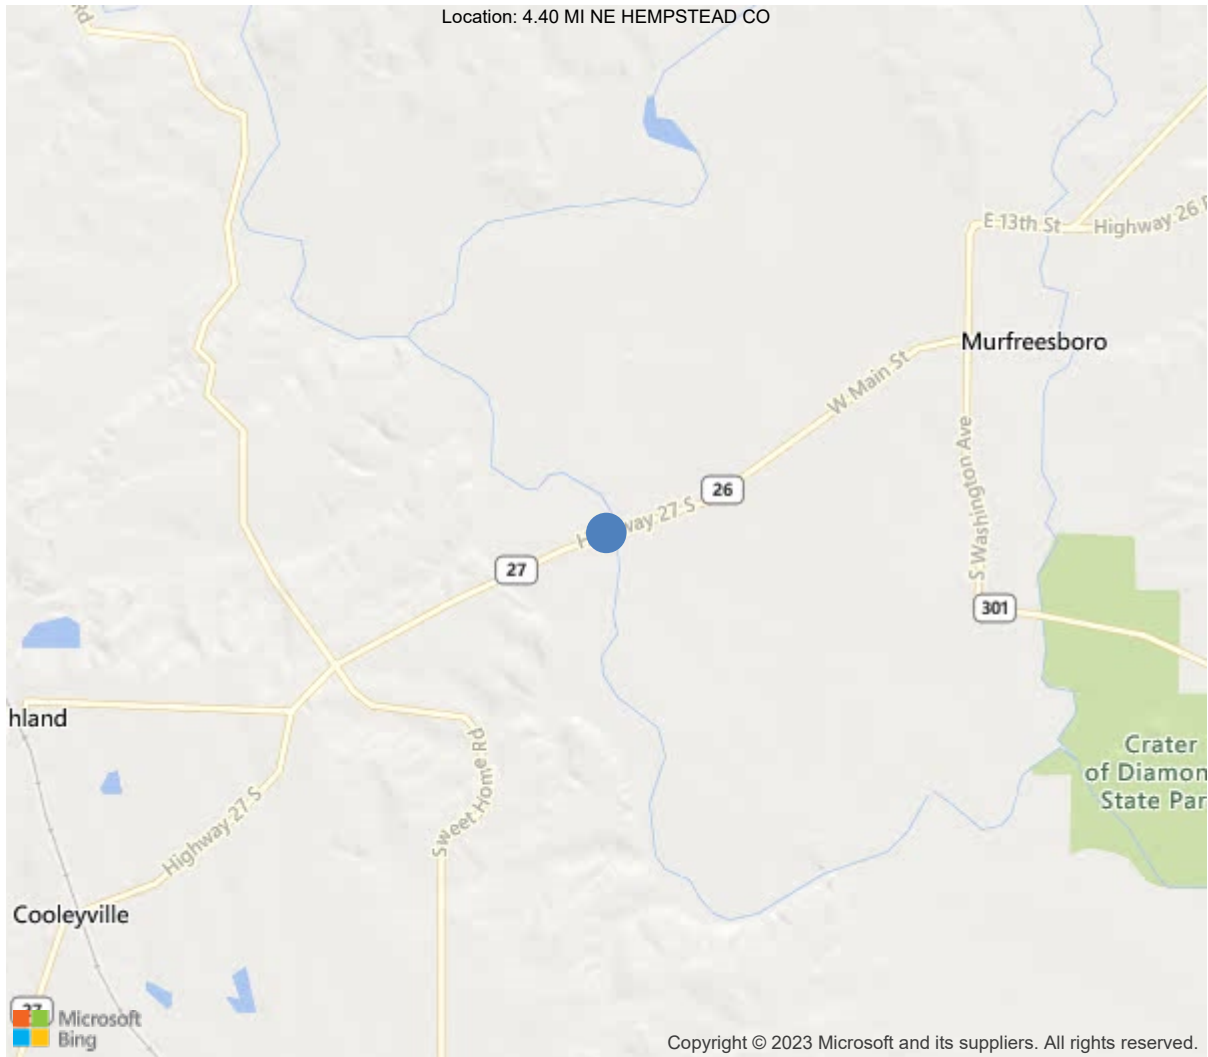 Location: 4.40 MI NE HEMPSTEAD CO
Rd
E 13th St
Highway 26
Murfreesboro
W Main St
26
S Washington Ave
27
301
hland
Crater
of Diamon
State Par
Sweet Home Rd
Highway 27 S
Cooleyville
27
Microsoft
Bing
Copyright © 2023 Microsoft and its suppliers. All rights reserved.